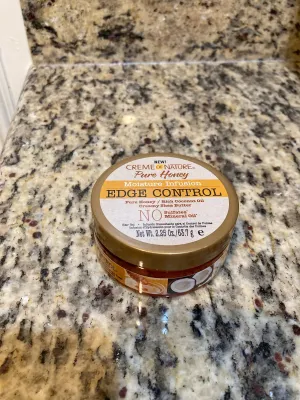 NEW!
CREME OF NATURE
Pure Honey
Moisture Infusion
EDGE CONTROL
Pure Honey / Rich Coconut Oil
Creamy Shea Butter
NO Sulfates
Mineral Oil
Net Wt. 2.25 Oz./63.7 g e